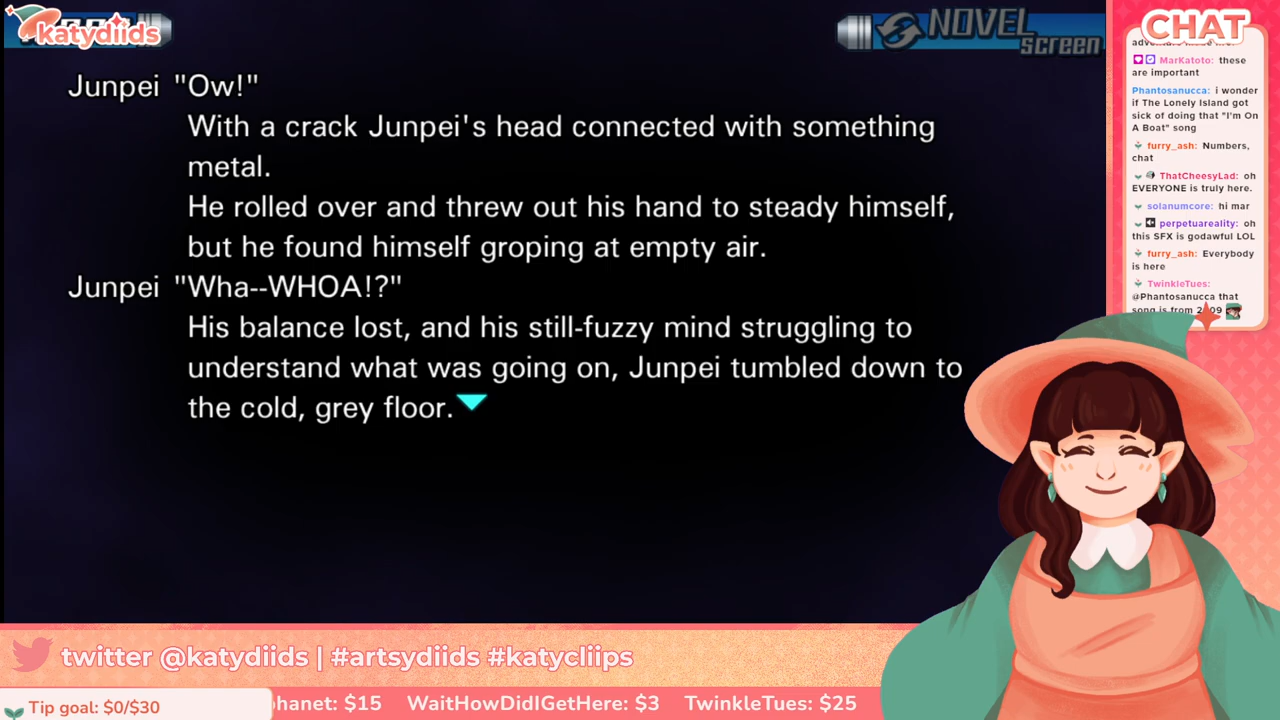 katydiids
NOVEL
screen
CHAT
Junpei "Ow!"
With a crack Junpei's head connected with something
metal.
He rolled over and threw out his hand to steady himself,
but he found himself groping at empty air.
Junpei "Wha--WHOA!?"
His balance lost, and his still-fuzzy mind struggling to
understand what was going on, Junpei tumbled down to
the cold, grey floor.
MarKatoto: these
are important
Phantosanucca: i wonder
if The Lonely Island got
sick of doing that "I'm On
A Boat" song
furry_ash: Numbers,
chat
ThatCheesyLad: oh
EVERYONE is truly here.
solanumcore: hi mar
perpetuareality: oh
this SFX is godawful LOL
furry_ash: Everybody
is here
TwinkleTues:
@Phantosanucca that
song is from
twitter @katydiids | #artsydiids #katycliips
Tip goal: $0/$30
hanet: $15 WaitHowDidIGetHere: $3 TwinkleTues: $25